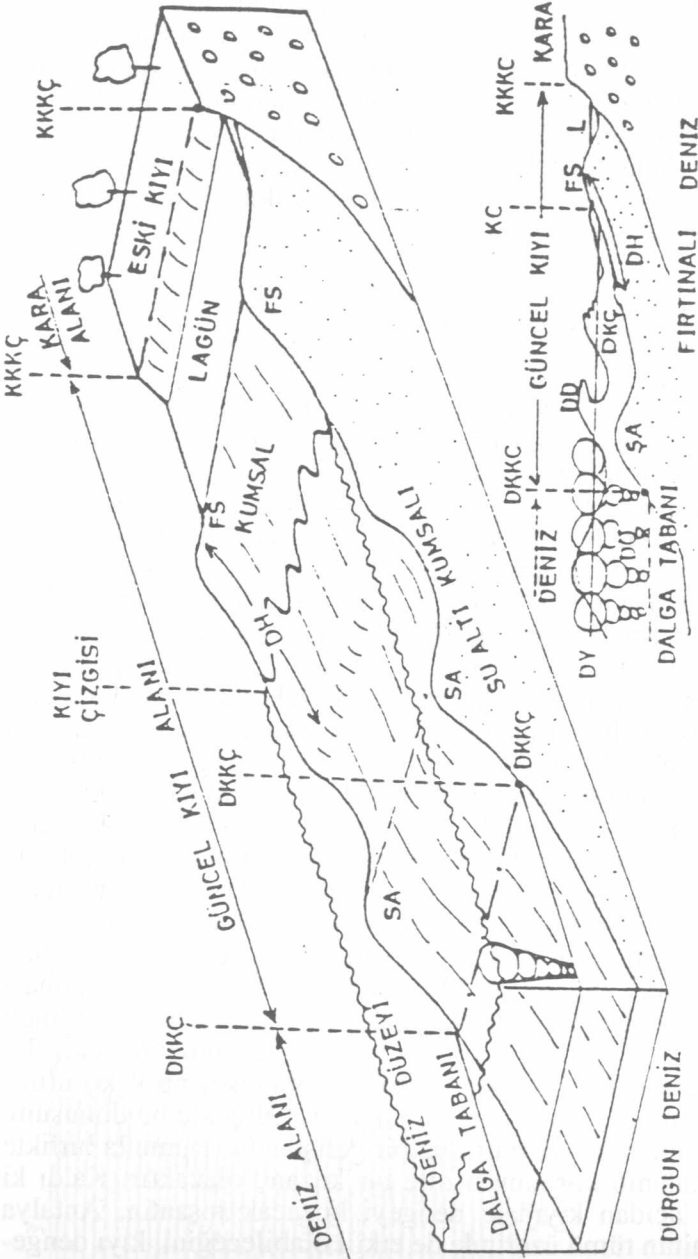 KKKÇ
KKKÇ
KARA
ALANI
ESKİ KIYI
LAGÜN
FS
FS
KUMSAL
KIYI
ÇİZGİSİ
DH
GÜNCEL KIYI ALANI
DKKÇ
SA
SU ALTI KUMSALI
DKKÇ
SA
DKKC
DENİZ ALANI
DENİZ DÜZEYİ
DALGA TABANI
DURGUN DENİZ
KKKC
KARA
KC
GÜNCEL KIYI
DKKC
DENİZ
L
FS
DH
DKÇ
DD
ŞA
DY
DO
DALGA TABANI
FIRTINALI DENİZ